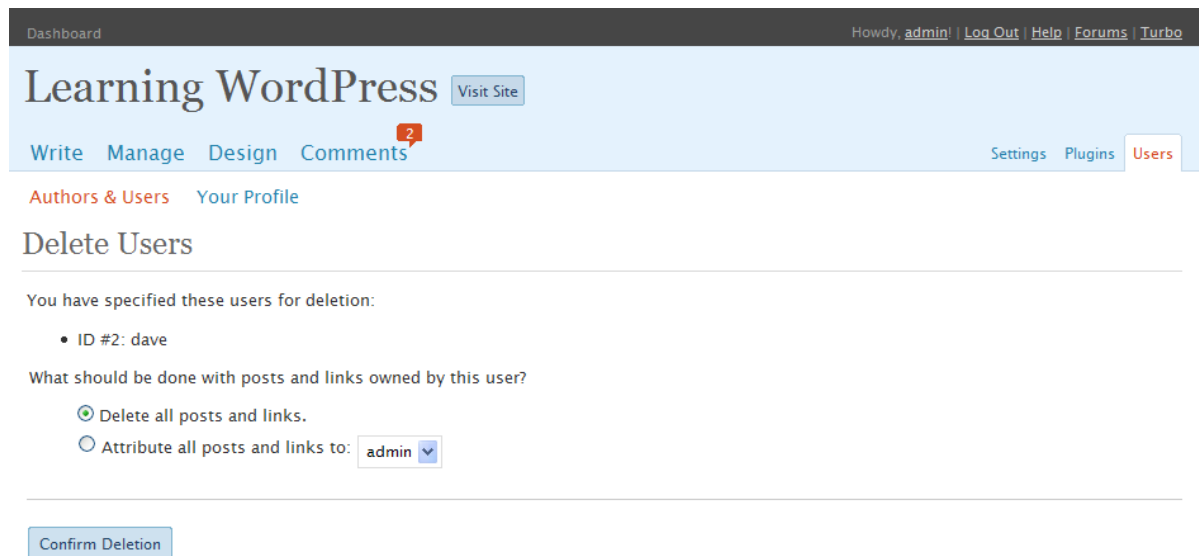 Dashboard Howdy, admin! | Log Out | Help | Forums | Turbo
Learning WordPress Visit Site
2
Write Manage Design Comments Settings Plugins Users
Authors & Users Your Profile
Delete Users
You have specified these users for deletion:
• ID #2: dave
What should be done with posts and links owned by this user?
Delete all posts and links.
Attribute all posts and links to: admin
Confirm Deletion